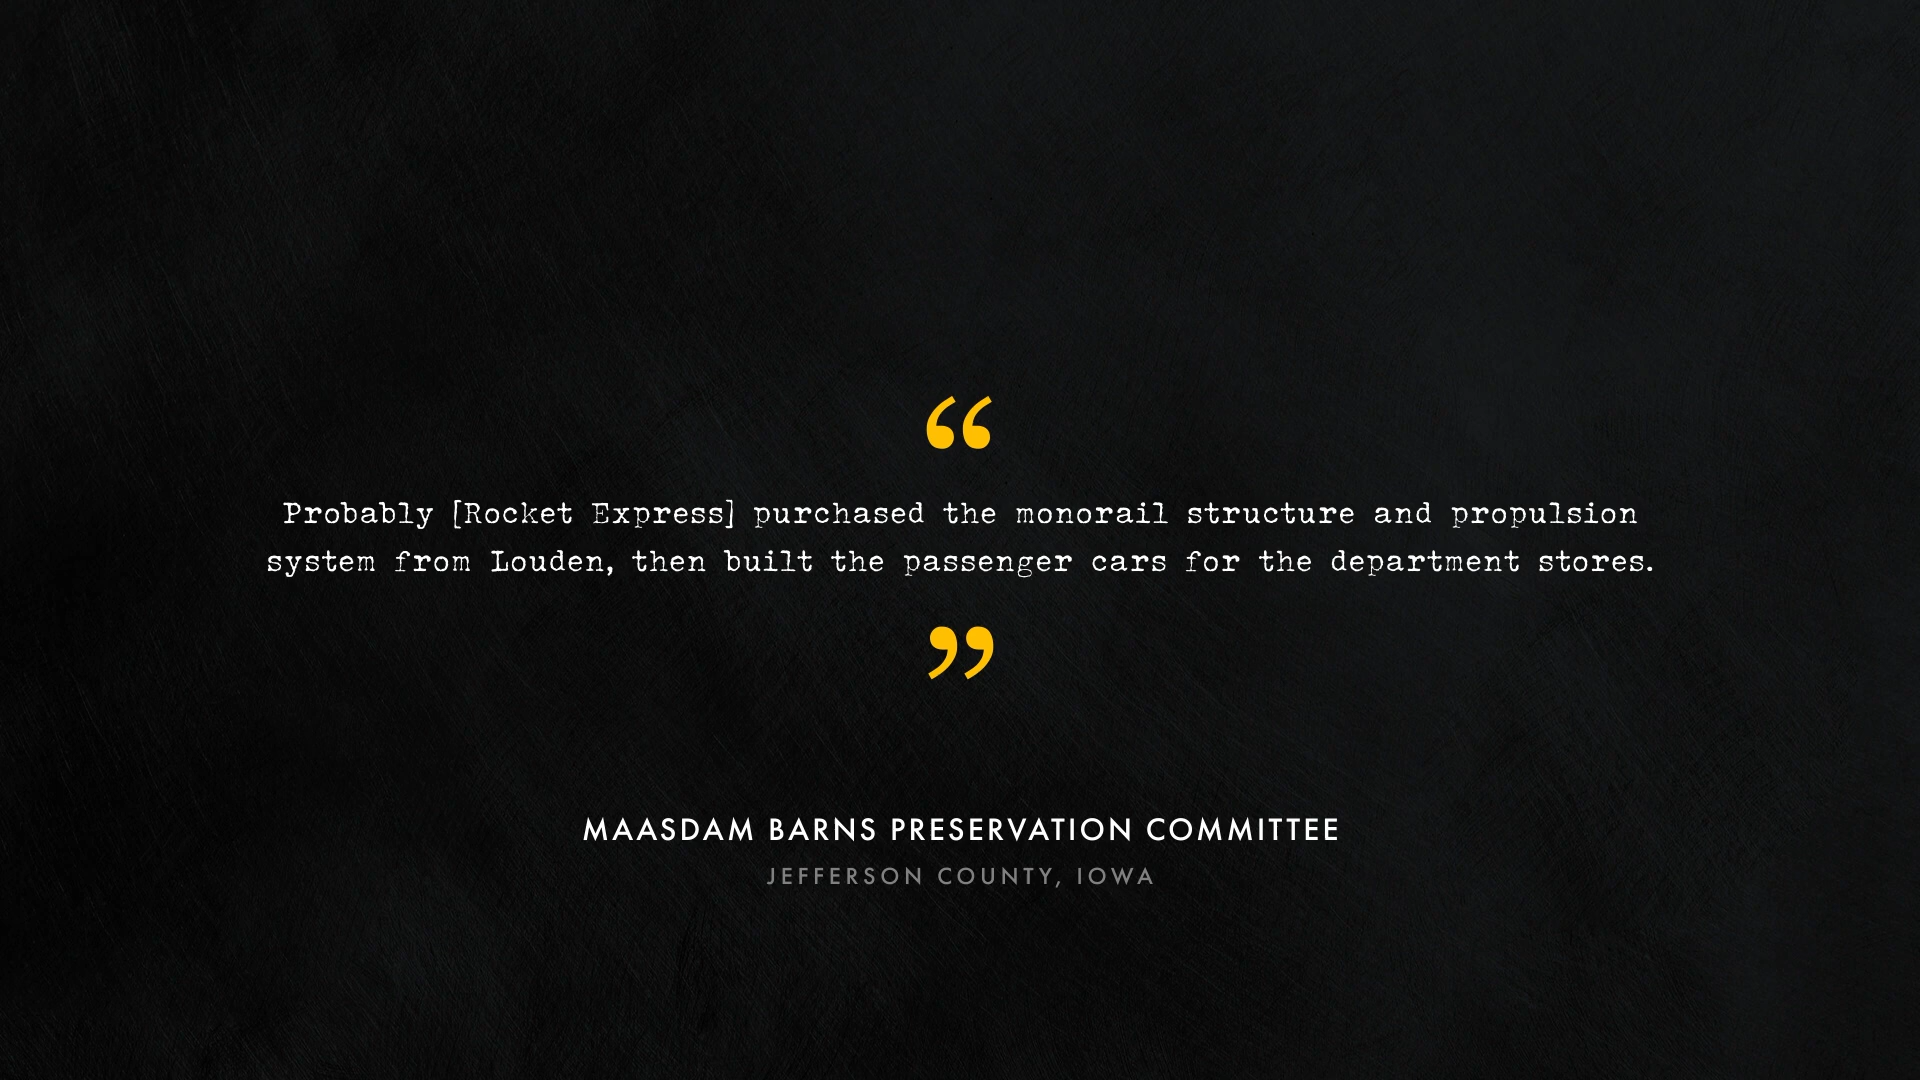 “
Probably [Rocket Express] purchased the monorail structure and propulsion
system from Louden, then built the passenger cars for the department stores.
”
MAASDAM BARNS PRESERVATION COMMITTEE
JEFFERSON COUNTY, IOWA